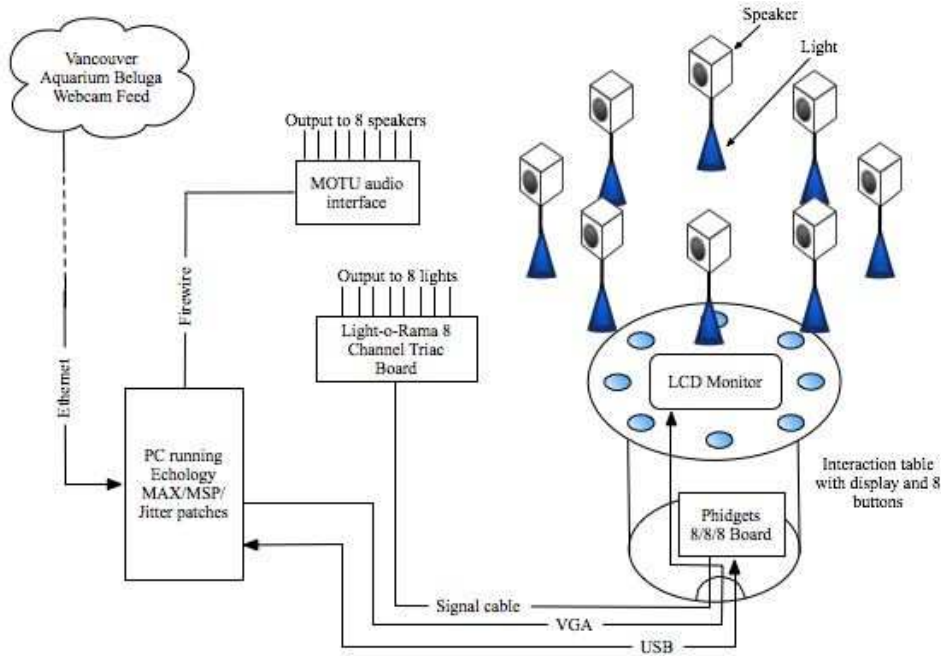 Vancouver
Aquarium Beluga
Webcam Feed
Speaker
Light
Output to 8 speakers
MOTU audio
interface
Firewire
Output to 8 lights
Light-o-Rama 8
Channel Triac
Board
Ethernet
LCD Monitor
PC running
Echology
MAX/MSP/
Jitter patches
Interaction table
with display and 8
buttons
Phidgets
8/8/8 Board
Signal cable
VGA
USB